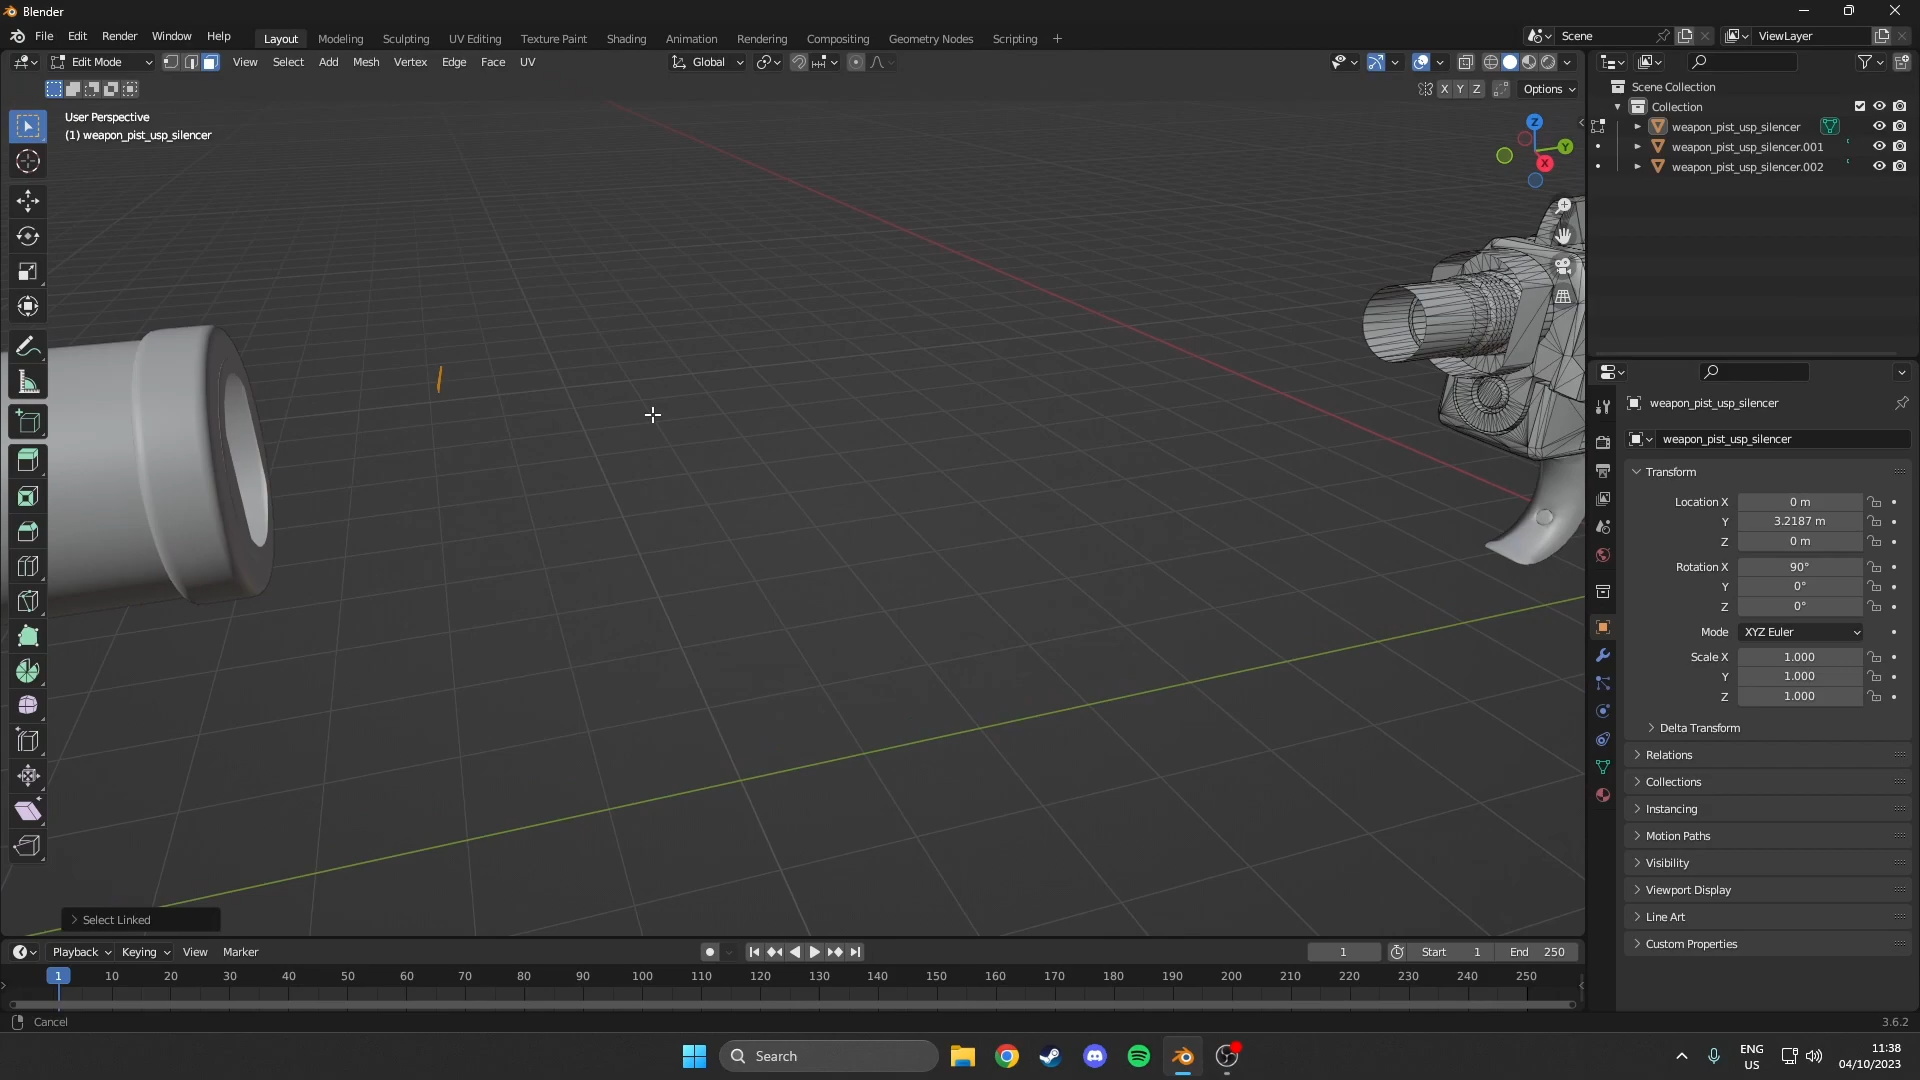 Blender
File Edit Render Window Help
Layout Modeling Sculpting UV Editing Texture Paint Shading Animation Rendering Compositing Geometry Nodes Scripting +
Scene
ViewLayer
Edit Mode View Select Add Mesh Vertex Edge Face UV
Global
X Y Z Options
User Perspective
(1) weapon_pist_usp_silencer
Z
Y
X
Scene Collection
Collection
weapon_pist_usp_silencer
weapon_pist_usp_silencer.001
weapon_pist_usp_silencer.002
weapon_pist_usp_silencer
weapon_pist_usp_silencer
Transform
Location X 0 m
Y 3.2187 m
Z 0 m
Rotation X 90°
Y 0°
Z 0°
Mode XYZ Euler
Scale X 1.000
Y 1.000
Z 1.000
Delta Transform
Relations
Collections
Instancing
Motion Paths
Visibility
Viewport Display
Line Art
Custom Properties
Select Linked
Playback Keying View Marker
1 Start 1 End 250
1 10 20 30 40 50 60 70 80 90 100 110 120 130 140 150 160 170 180 190 200 210 220 230 240 250
Cancel
3.6.2
Search
ENG
US
11:38
04/10/2023